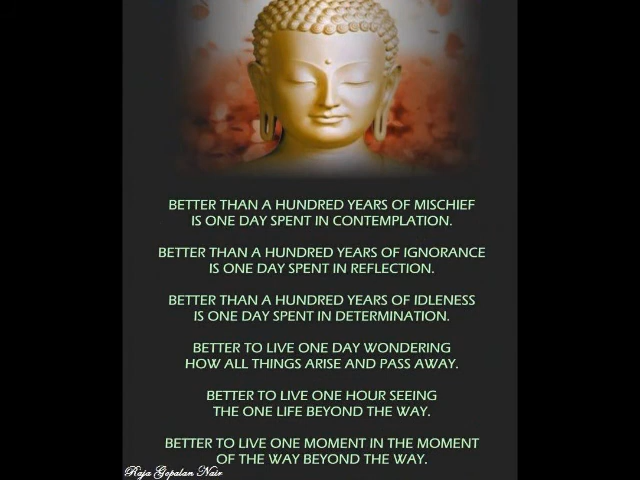 BETTER THAN A HUNDRED YEARS OF MISCHIEF
IS ONE DAY SPENT IN CONTEMPLATION.
BETTER THAN A HUNDRED YEARS OF IGNORANCE
IS ONE DAY SPENT IN REFLECTION.
BETTER THAN A HUNDRED YEARS OF IDLENESS
IS ONE DAY SPENT IN DETERMINATION.
BETTER TO LIVE ONE DAY WONDERING
HOW ALL THINGS ARISE AND PASS AWAY.
BETTER TO LIVE ONE HOUR SEEING
THE ONE LIFE BEYOND THE WAY.
BETTER TO LIVE ONE MOMENT IN THE MOMENT
OF THE WAY BEYOND THE WAY.
Raja Gopalan Nair